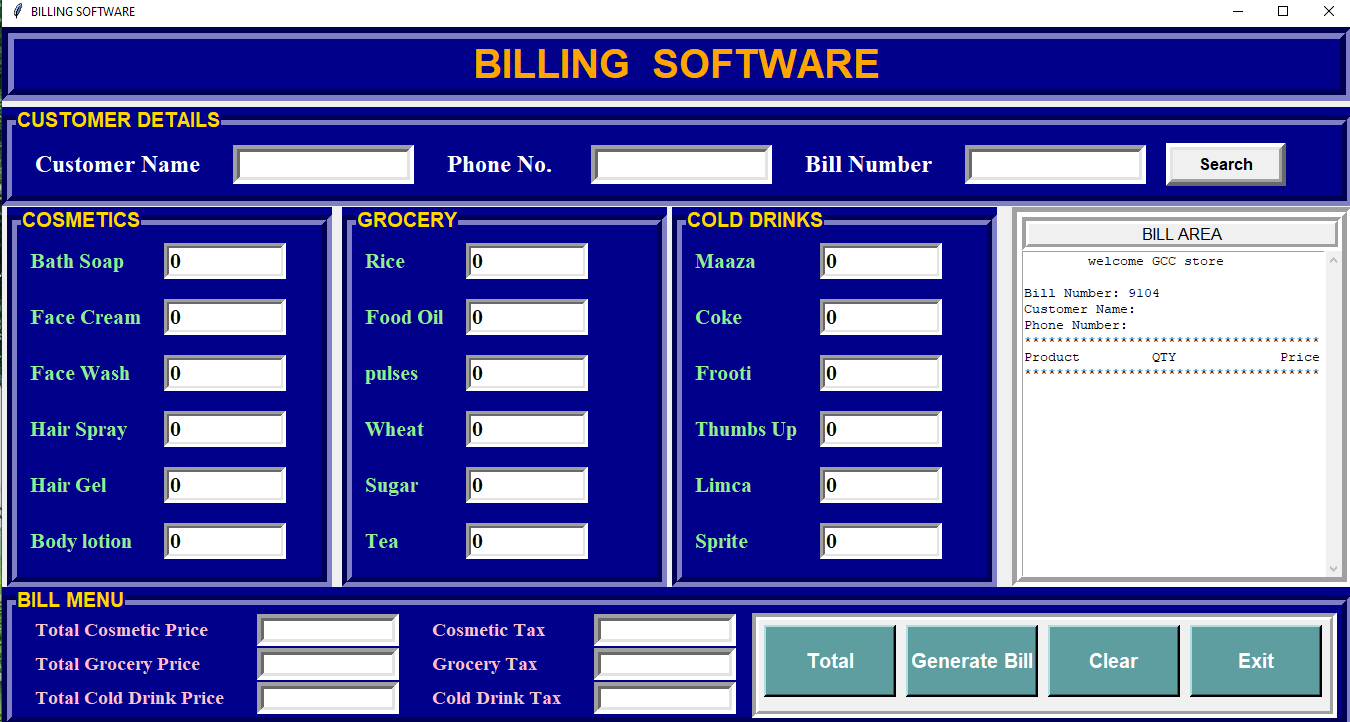 BILLING SOFTWARE
BILLING SOFTWARE
CUSTOMER DETAILS
Customer Name Phone No. Bill Number Search
COSMETICS
Bath Soap 0
Face Cream 0
Face Wash 0
Hair Spray 0
Hair Gel 0
Body lotion 0
GROCERY
Rice 0
Food Oil 0
pulses 0
Wheat 0
Sugar 0
Tea 0
COLD DRINKS
Maaza 0
Coke 0
Frooti 0
Thumbs Up 0
Limca 0
Sprite 0
BILL AREA
welcome GCC store
Bill Number: 9104
Customer Name:
Phone Number:
*************************************
Product QTY Price
*************************************
BILL MENU
Total Cosmetic Price Cosmetic Tax
Total Grocery Price Grocery Tax
Total Cold Drink Price Cold Drink Tax
Total Generate Bill Clear Exit